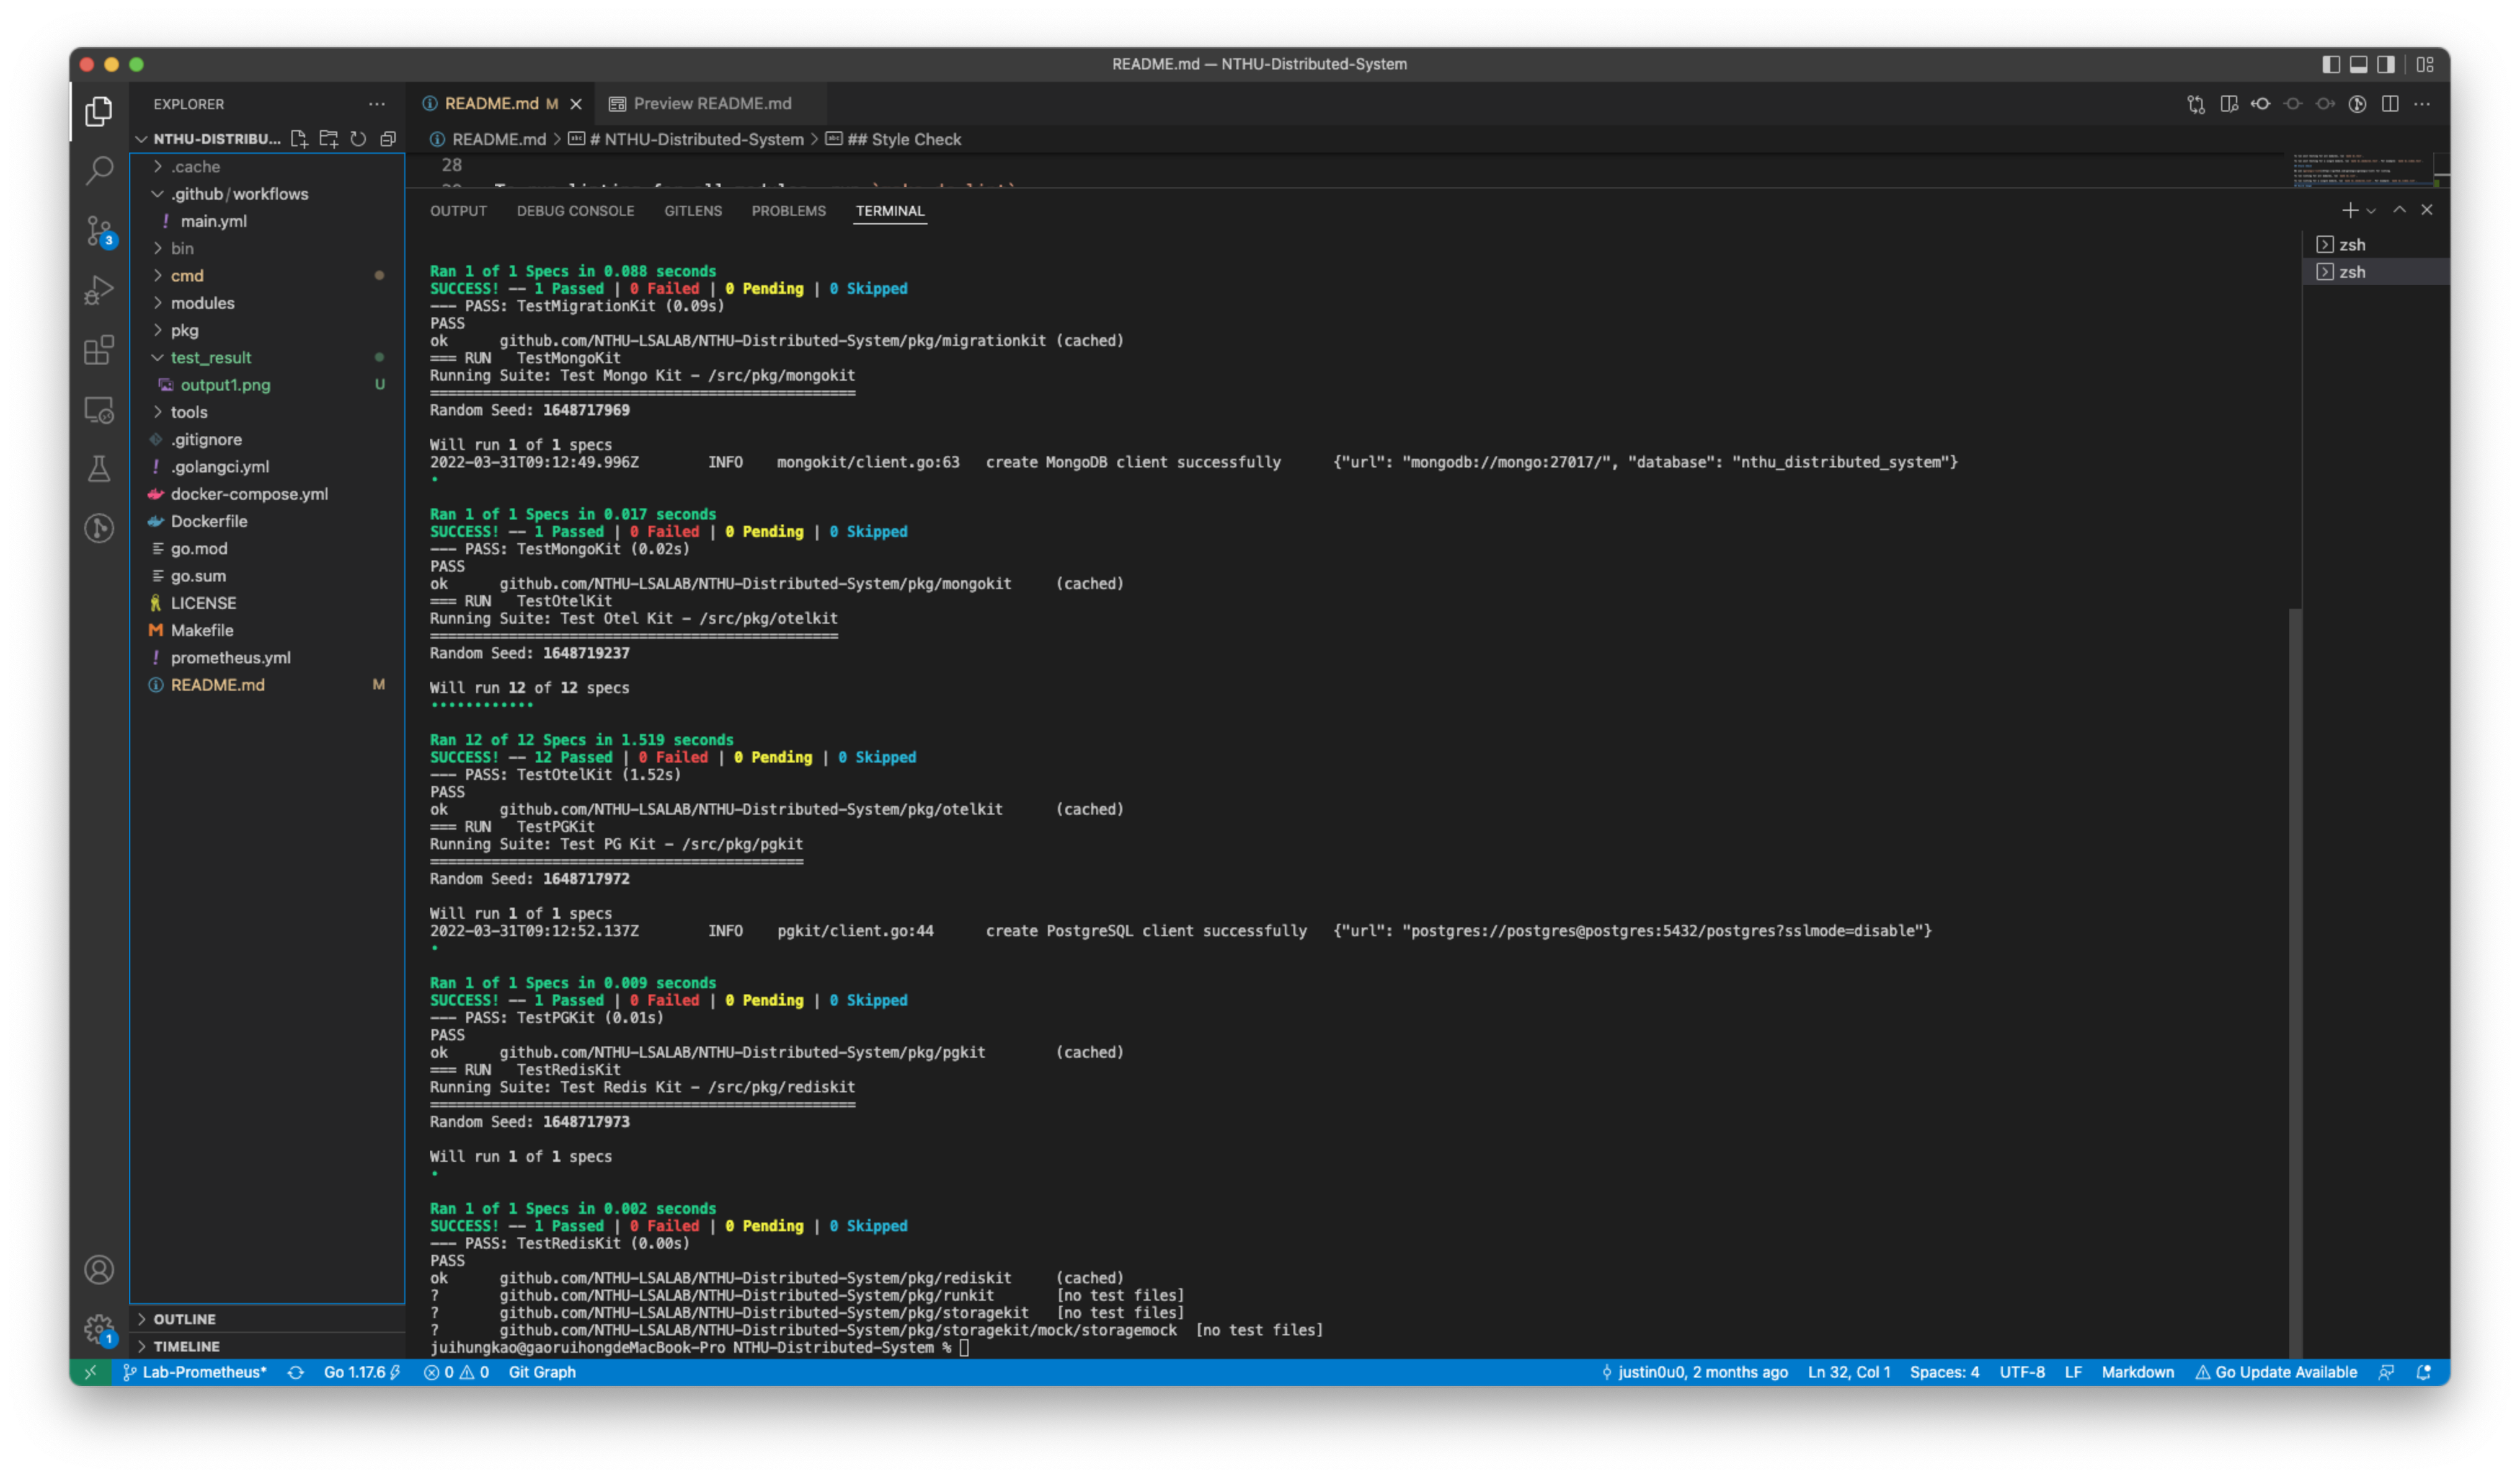 README.md — NTHU-Distributed-System
EXPLORER
NTHU-DISTRIBU...
.cache
.github/workflows
! main.yml
bin
cmd
modules
pkg
test_result
output1.png U
tools
.gitignore
! .golangci.yml
docker-compose.yml
Dockerfile
go.mod
go.sum
LICENSE
Makefile
! prometheus.yml
README.md M
OUTLINE
TIMELINE
README.md M Preview README.md
README.md > # NTHU-Distributed-System > ## Style Check
28
OUTPUT DEBUG CONSOLE GITLENS PROBLEMS TERMINAL
zsh
zsh
Ran 1 of 1 Specs in 0.088 seconds
SUCCESS! -- 1 Passed | 0 Failed | 0 Pending | 0 Skipped
--- PASS: TestMigrationKit (0.09s)
PASS
ok github.com/NTHU-LSALAB/NTHU-Distributed-System/pkg/migrationkit (cached)
=== RUN TestMongoKit
Running Suite: Test Mongo Kit - /src/pkg/mongokit
=================================================
Random Seed: 1648717969
Will run 1 of 1 specs
2022-03-31T09:12:49.996Z INFO mongokit/client.go:63 create MongoDB client successfully {"url": "mongodb://mongo:27017/", "database": "nthu_distributed_system"}
•
Ran 1 of 1 Specs in 0.017 seconds
SUCCESS! -- 1 Passed | 0 Failed | 0 Pending | 0 Skipped
--- PASS: TestMongoKit (0.02s)
PASS
ok github.com/NTHU-LSALAB/NTHU-Distributed-System/pkg/mongokit (cached)
=== RUN TestOtelKit
Running Suite: Test Otel Kit - /src/pkg/otelkit
===============================================
Random Seed: 1648719237
Will run 12 of 12 specs
••••••••••••
Ran 12 of 12 Specs in 1.519 seconds
SUCCESS! -- 12 Passed | 0 Failed | 0 Pending | 0 Skipped
--- PASS: TestOtelKit (1.52s)
PASS
ok github.com/NTHU-LSALAB/NTHU-Distributed-System/pkg/otelkit (cached)
=== RUN TestPGKit
Running Suite: Test PG Kit - /src/pkg/pgkit
===========================================
Random Seed: 1648717972
Will run 1 of 1 specs
2022-03-31T09:12:52.137Z INFO pgkit/client.go:44 create PostgreSQL client successfully {"url": "postgres://postgres@postgres:5432/postgres?sslmode=disable"}
•
Ran 1 of 1 Specs in 0.009 seconds
SUCCESS! -- 1 Passed | 0 Failed | 0 Pending | 0 Skipped
--- PASS: TestPGKit (0.01s)
PASS
ok github.com/NTHU-LSALAB/NTHU-Distributed-System/pkg/pgkit (cached)
=== RUN TestRedisKit
Running Suite: Test Redis Kit - /src/pkg/rediskit
=================================================
Random Seed: 1648717973
Will run 1 of 1 specs
•
Ran 1 of 1 Specs in 0.002 seconds
SUCCESS! -- 1 Passed | 0 Failed | 0 Pending | 0 Skipped
--- PASS: TestRedisKit (0.00s)
PASS
ok github.com/NTHU-LSALAB/NTHU-Distributed-System/pkg/rediskit (cached)
? github.com/NTHU-LSALAB/NTHU-Distributed-System/pkg/runkit [no test files]
? github.com/NTHU-LSALAB/NTHU-Distributed-System/pkg/storagekit [no test files]
? github.com/NTHU-LSALAB/NTHU-Distributed-System/pkg/storagekit/mock/storagemock [no test files]
juihungkao@gaoruihongdeMacBook-Pro NTHU-Distributed-System %
3
1
Lab-Prometheus* Go 1.17.6 0 0 Git Graph justin0u0, 2 months ago Ln 32, Col 1 Spaces: 4 UTF-8 LF Markdown Go Update Available